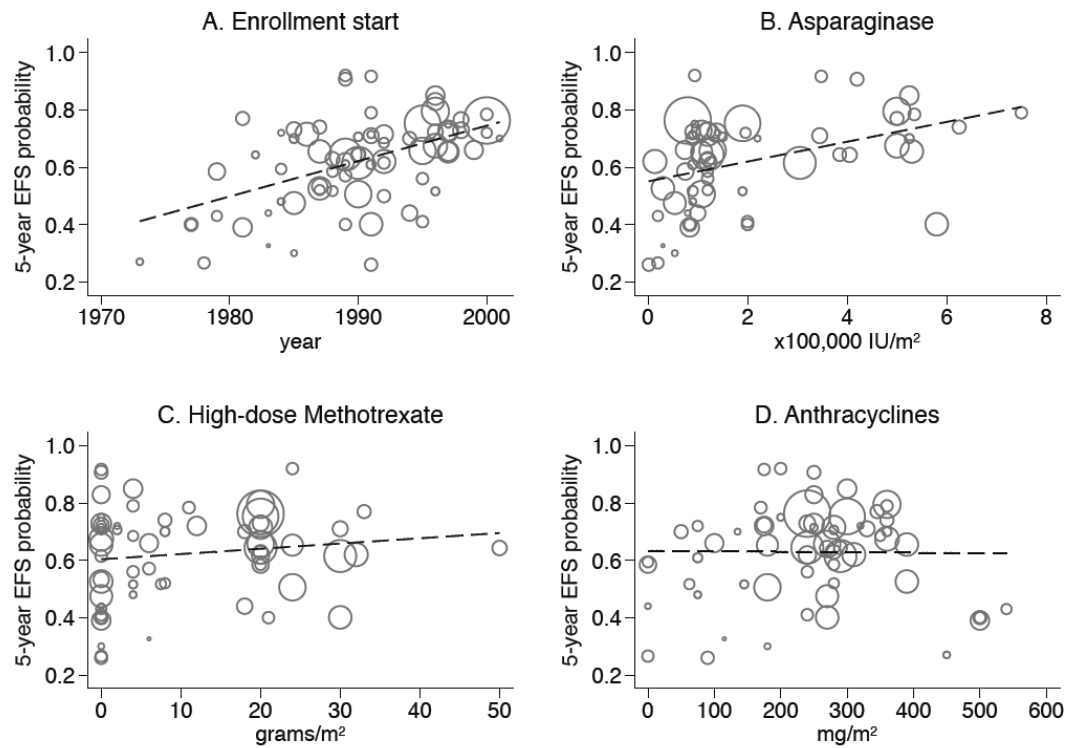 A. Enrollment start
5-year EFS probability
1.0
0.8
0.6
0.4
0.2
1970 1980 1990 2000
year
B. Asparaginase
5-year EFS probability
1.0
0.8
0.6
0.4
0.2
0 2 4 6 8
x100,000 IU/m²
C. High-dose Methotrexate
5-year EFS probability
1.0
0.8
0.6
0.4
0.2
0 10 20 30 40 50
grams/m²
D. Anthracyclines
5-year EFS probability
1.0
0.8
0.6
0.4
0.2
0 100 200 300 400 500 600
mg/m²